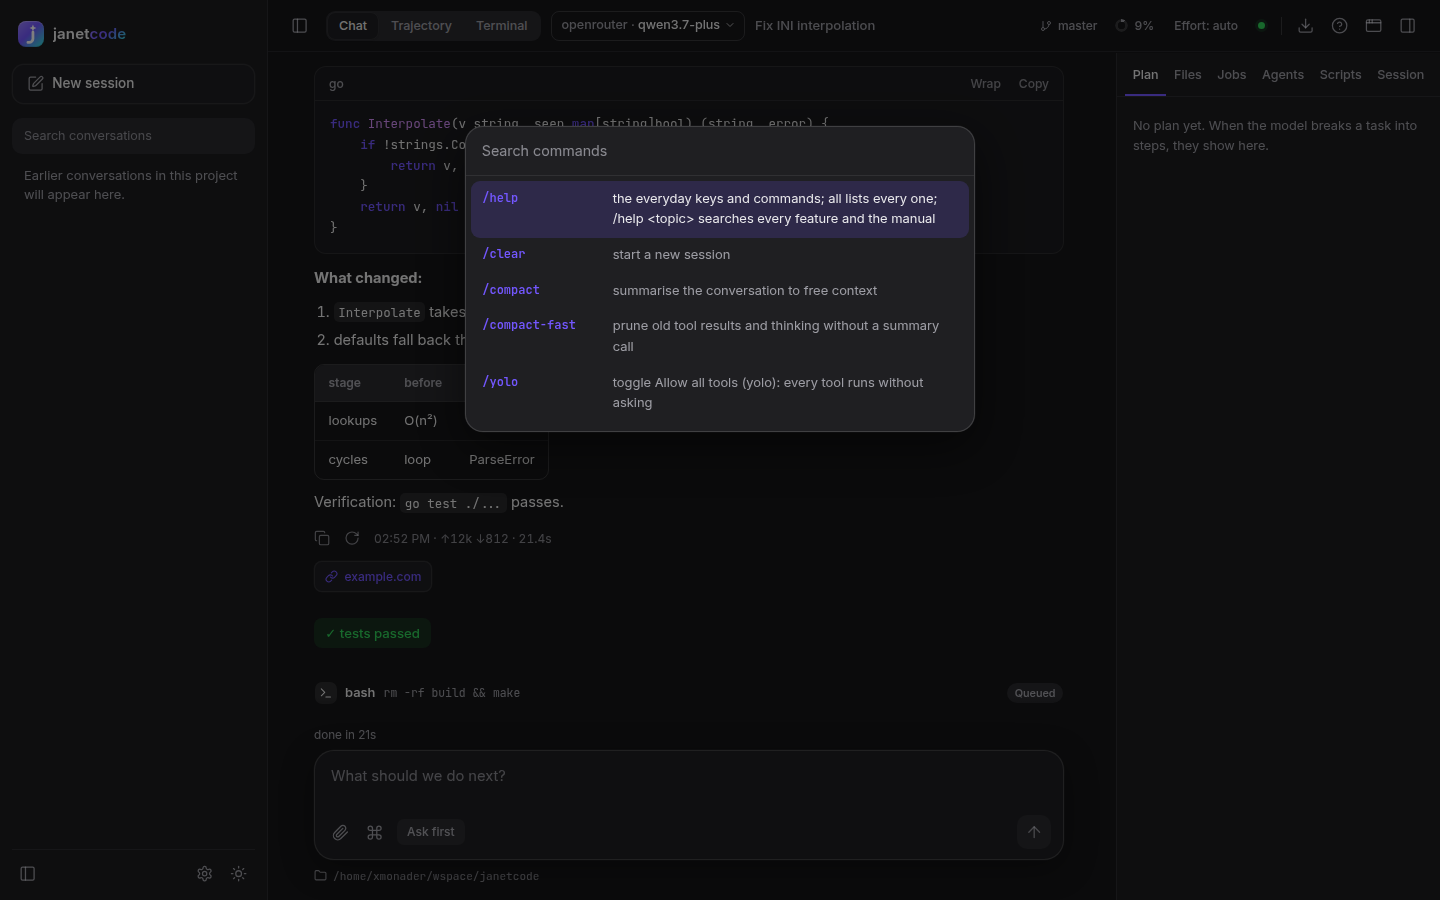 janetcode
New session
Search conversations
Earlier conversations in this project
will appear here.
Chat Trajectory Terminal openrouter · qwen3.7-plus Fix INI interpolation master 9% Effort: auto
go Wrap Copy
func Interpolate(v string, seen map[string]bool) (string, error) {
if !strings.Co
return v,
}
return v, nil
}
Search commands
/help the everyday keys and commands; all lists every one;
/help <topic> searches every feature and the manual
/clear start a new session
/compact summarise the conversation to free context
/compact-fast prune old tool results and thinking without a summary
call
/yolo toggle Allow all tools (yolo): every tool runs without
asking
What changed:
1. Interpolate takes
2. defaults fall back th
stage before
lookups O(n²)
cycles loop ParseError
Verification: go test ./... passes.
02:52 PM · ↑12k ↓812 · 21.4s
example.com
✓ tests passed
bash rm -rf build && make Queued
done in 21s
What should we do next?
Ask first
/home/xmonader/wspace/janetcode
Plan Files Jobs Agents Scripts Session
No plan yet. When the model breaks a task into
steps, they show here.